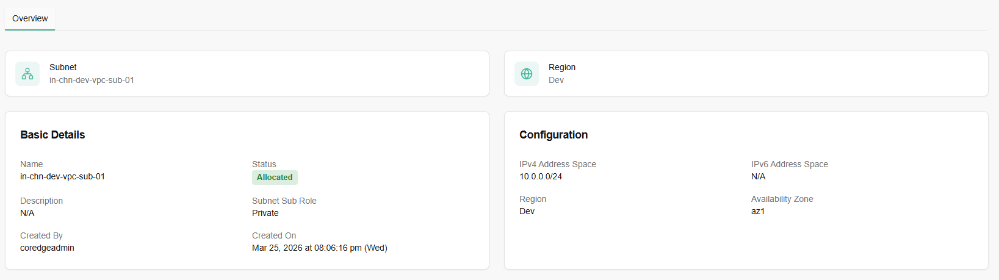 Overview
Subnet
in-chn-dev-vpc-sub-01
Region
Dev
Basic Details
Name
in-chn-dev-vpc-sub-01
Status
Allocated
Description
N/A
Subnet Sub Role
Private
Created By
coredgeadmin
Created On
Mar 25, 2026 at 08:06:16 pm (Wed)
Configuration
IPv4 Address Space
10.0.0.0/24
IPv6 Address Space
N/A
Region
Dev
Availability Zone
az1